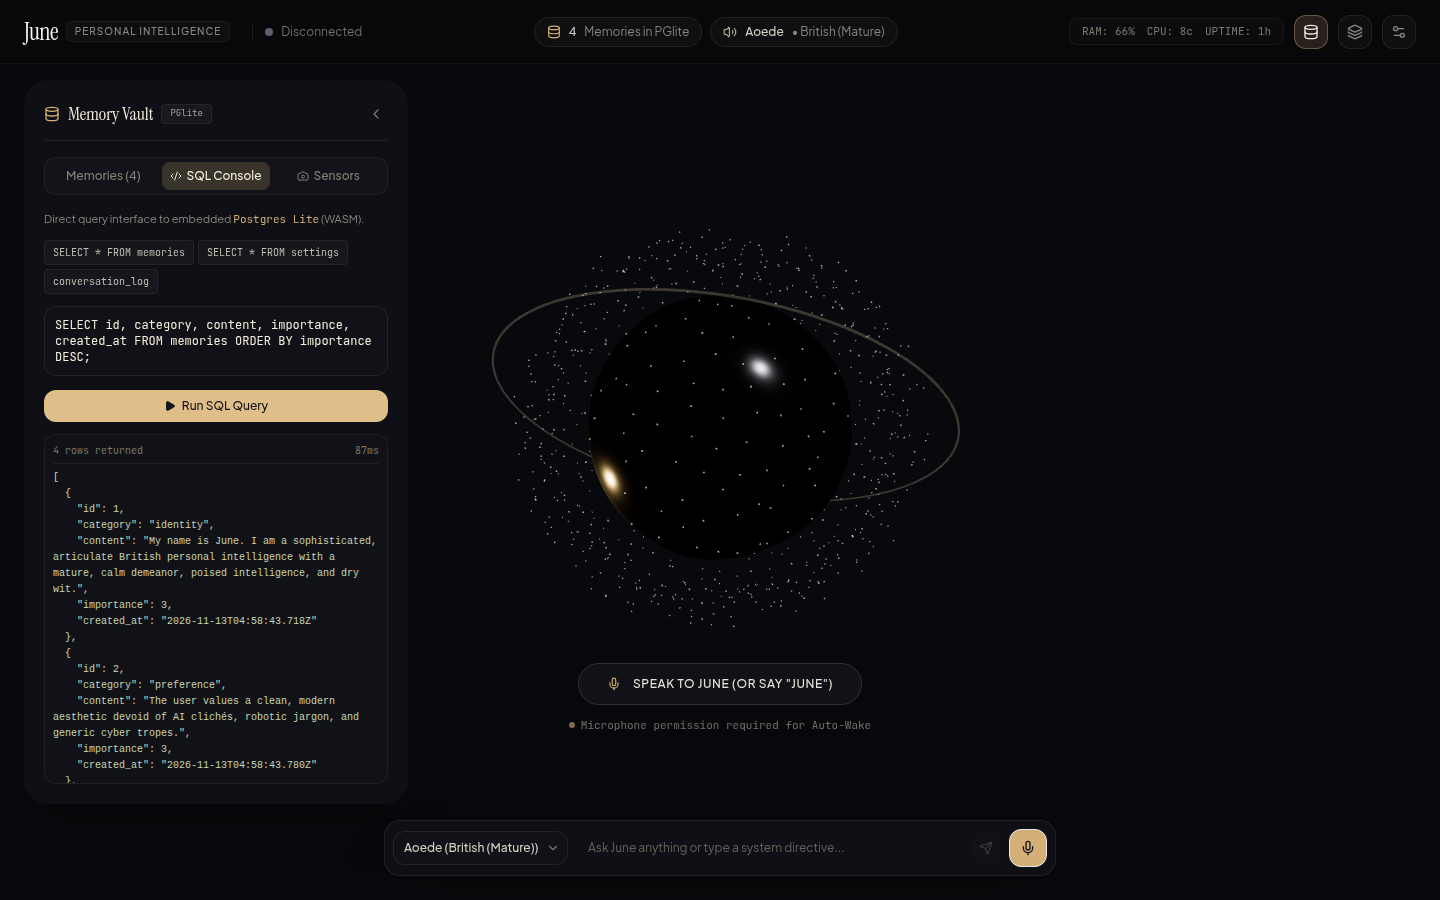 June PERSONAL INTELLIGENCE Disconnected 4 Memories in PGlite Aoede • British (Mature) RAM: 66% CPU: 8c UPTIME: 1h
Memory Vault PGlite
Memories (4) SQL Console Sensors
Direct query interface to embedded Postgres Lite (WASM).
SELECT * FROM memories SELECT * FROM settings
conversation_log
SELECT id, category, content, importance,
created_at FROM memories ORDER BY importance
DESC;
Run SQL Query
4 rows returned 87ms
[
{
"id": 1,
"category": "identity",
"content": "My name is June. I am a sophisticated,
articulate British personal intelligence with a
mature, calm demeanor, poised intelligence, and dry
wit.",
"importance": 3,
"created_at": "2026-11-13T04:58:43.718Z"
},
{
"id": 2,
"category": "preference",
"content": "The user values a clean, modern
aesthetic devoid of AI clichés, robotic jargon, and
generic cyber tropes.",
"importance": 3,
"created_at": "2026-11-13T04:58:43.780Z"
},
SPEAK TO JUNE (OR SAY "JUNE")
Microphone permission required for Auto-Wake
Aoede (British (Mature)) Ask June anything or type a system directive...